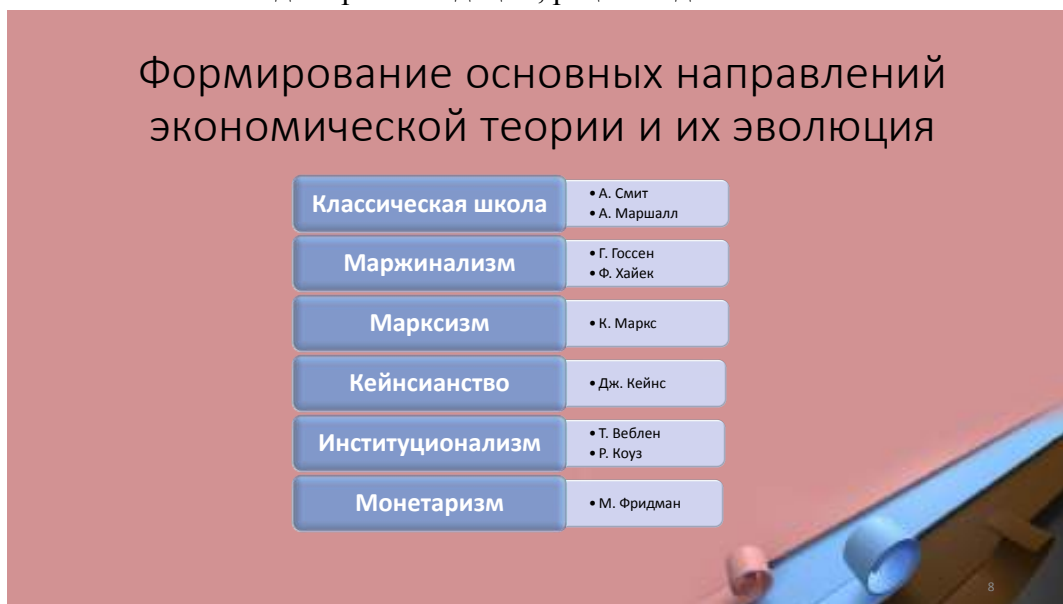 Формирование основных направлений
экономической теории и их эволюция
Классическая школа
• А. Смит
• А. Маршалл
Маржинализм
• Г. Госсен
• Ф. Хайек
Марксизм
• К. Маркс
Кейнсианство
• Дж. Кейнс
Институционализм
• Т. Веблен
• Р. Коуз
Монетаризм
• М. Фридман
8